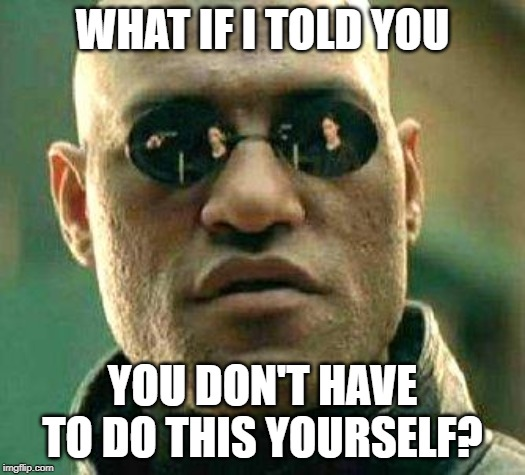 WHAT IF I TOLD YOU
YOU DON'T HAVE
TO DO THIS YOURSELF?
imgflip.com